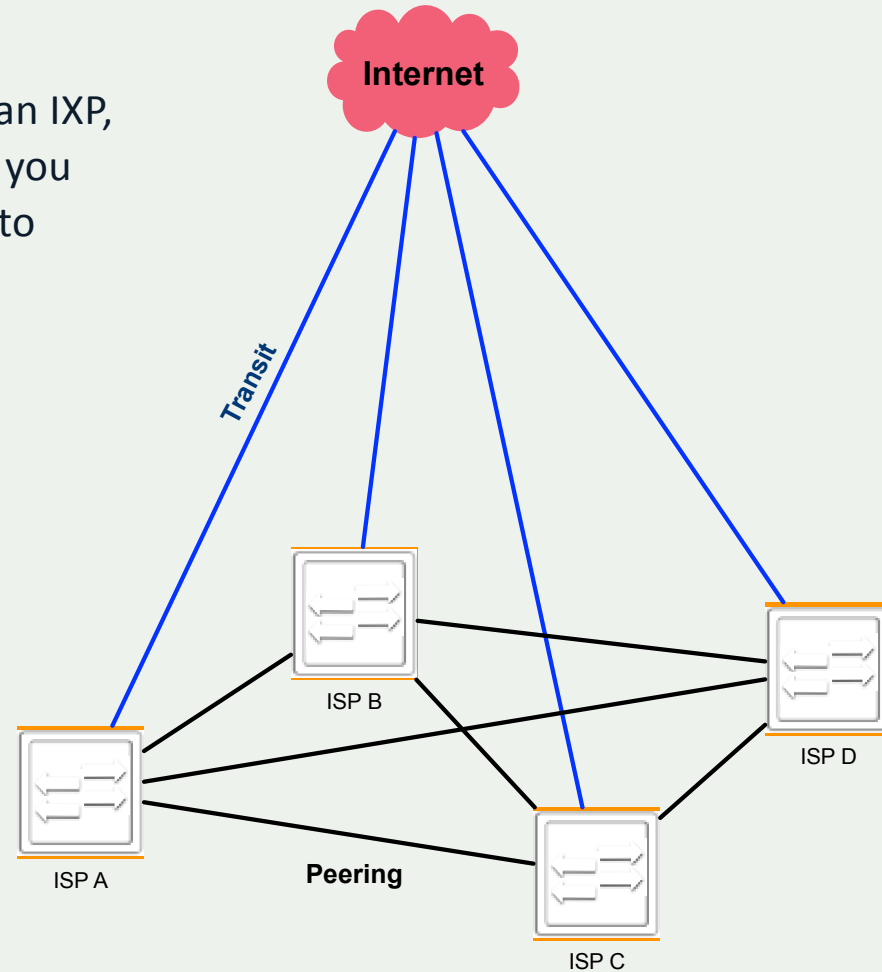 an IXP,
you
to
Internet
Transit
ISP B
ISP D
ISP A
Peering
ISP C